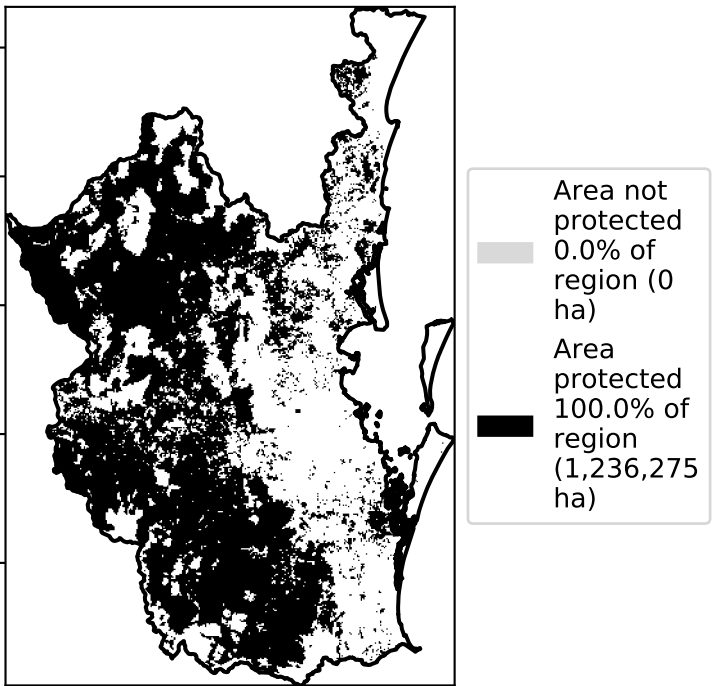 Area not
protected
0.0% of
region (0
ha)
Area
protected
100.0% of
region
(1,236,275
ha)